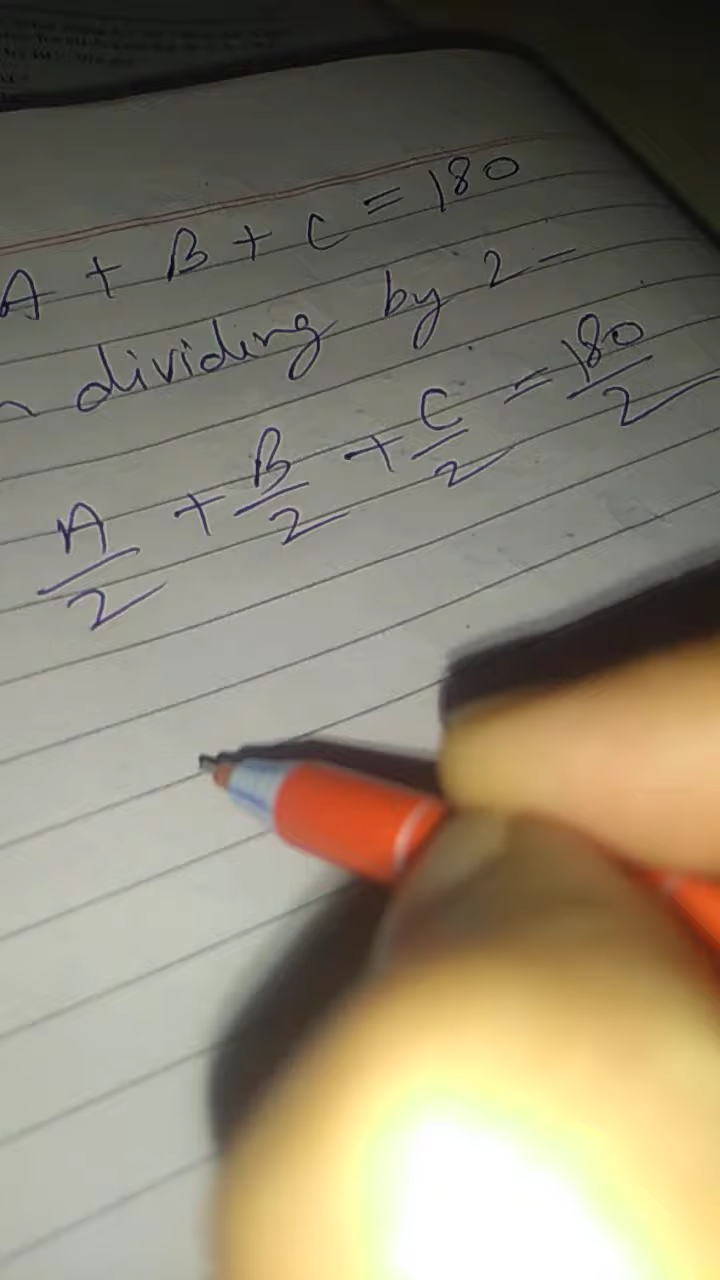 A + B + C = 180
dividing by 2 -
A/2 + B/2 + C/2 = 180/2